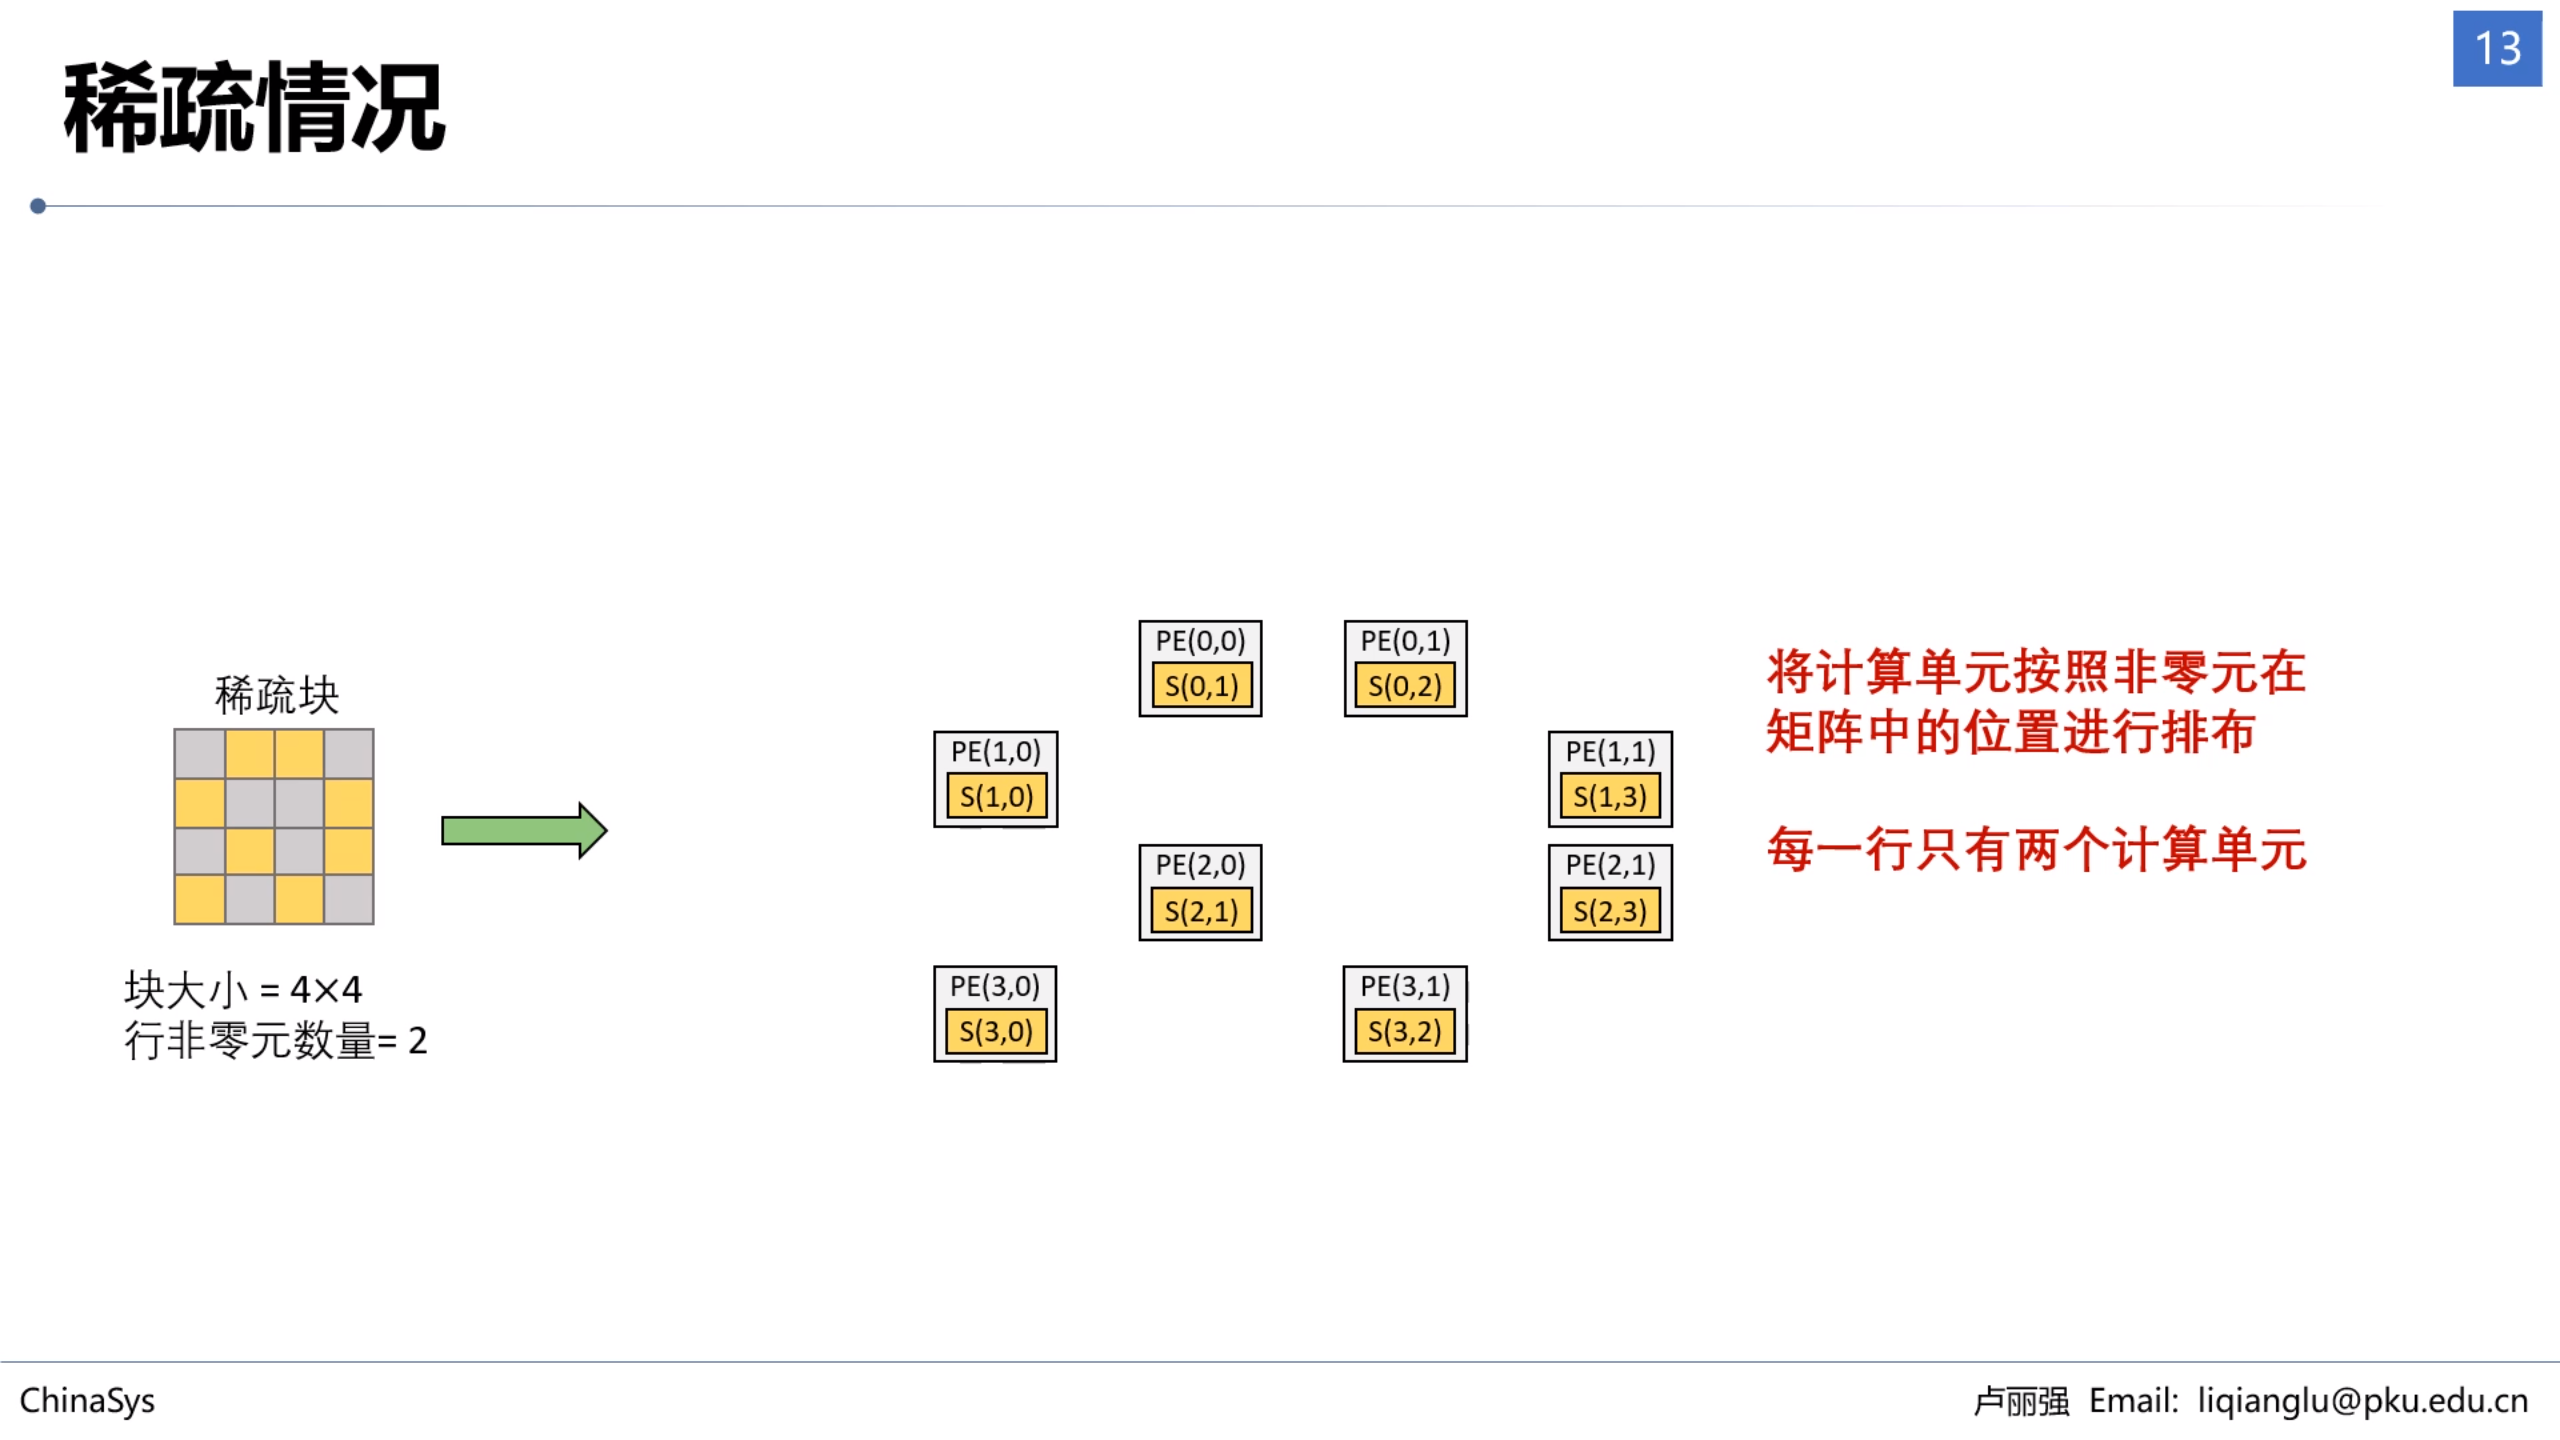 13
稀疏情况
稀疏块
块大小 = 4×4
行非零元数量= 2
PE(0,0)
S(0,1)
PE(0,1)
S(0,2)
PE(1,0)
S(1,0)
PE(1,1)
S(1,3)
PE(2,0)
S(2,1)
PE(2,1)
S(2,3)
PE(3,0)
S(3,0)
PE(3,1)
S(3,2)
将计算单元按照非零元在
矩阵中的位置进行排布
每一行只有两个计算单元
ChinaSys
卢丽强 Email: liqianglu@pku.edu.cn